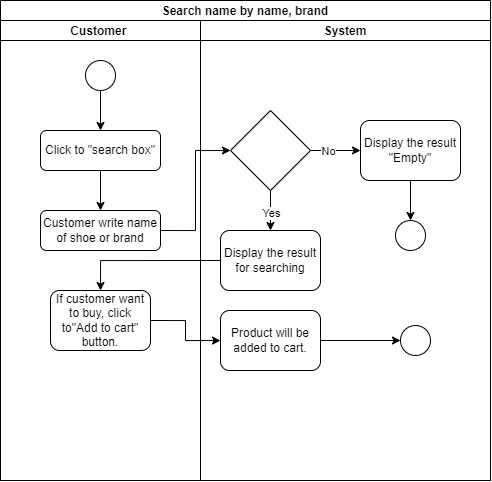 Search name by name, brand
Customer
System
Click to "search box"
Customer write name
of shoe or brand
No
Display the result
"Empty"
Yes
Display the result
for searching
If customer want
to buy, click
to"Add to cart"
button.
Product will be
added to cart.